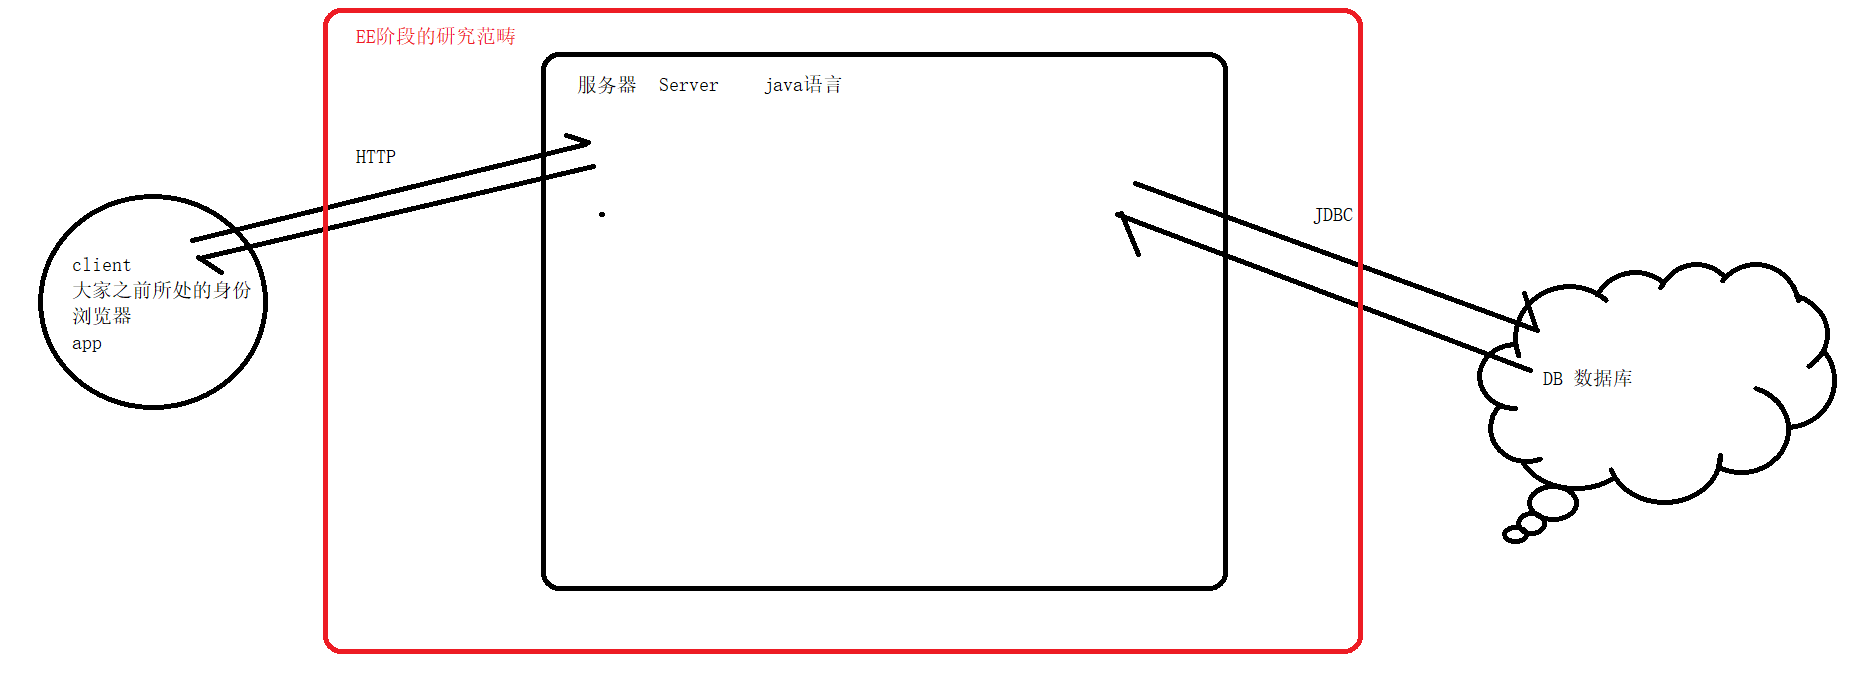 EE阶段的研究范畴
服务器  Server    java语言
HTTP
JDBC
client
大家之前所处的身份
浏览器
app
DB 数据库